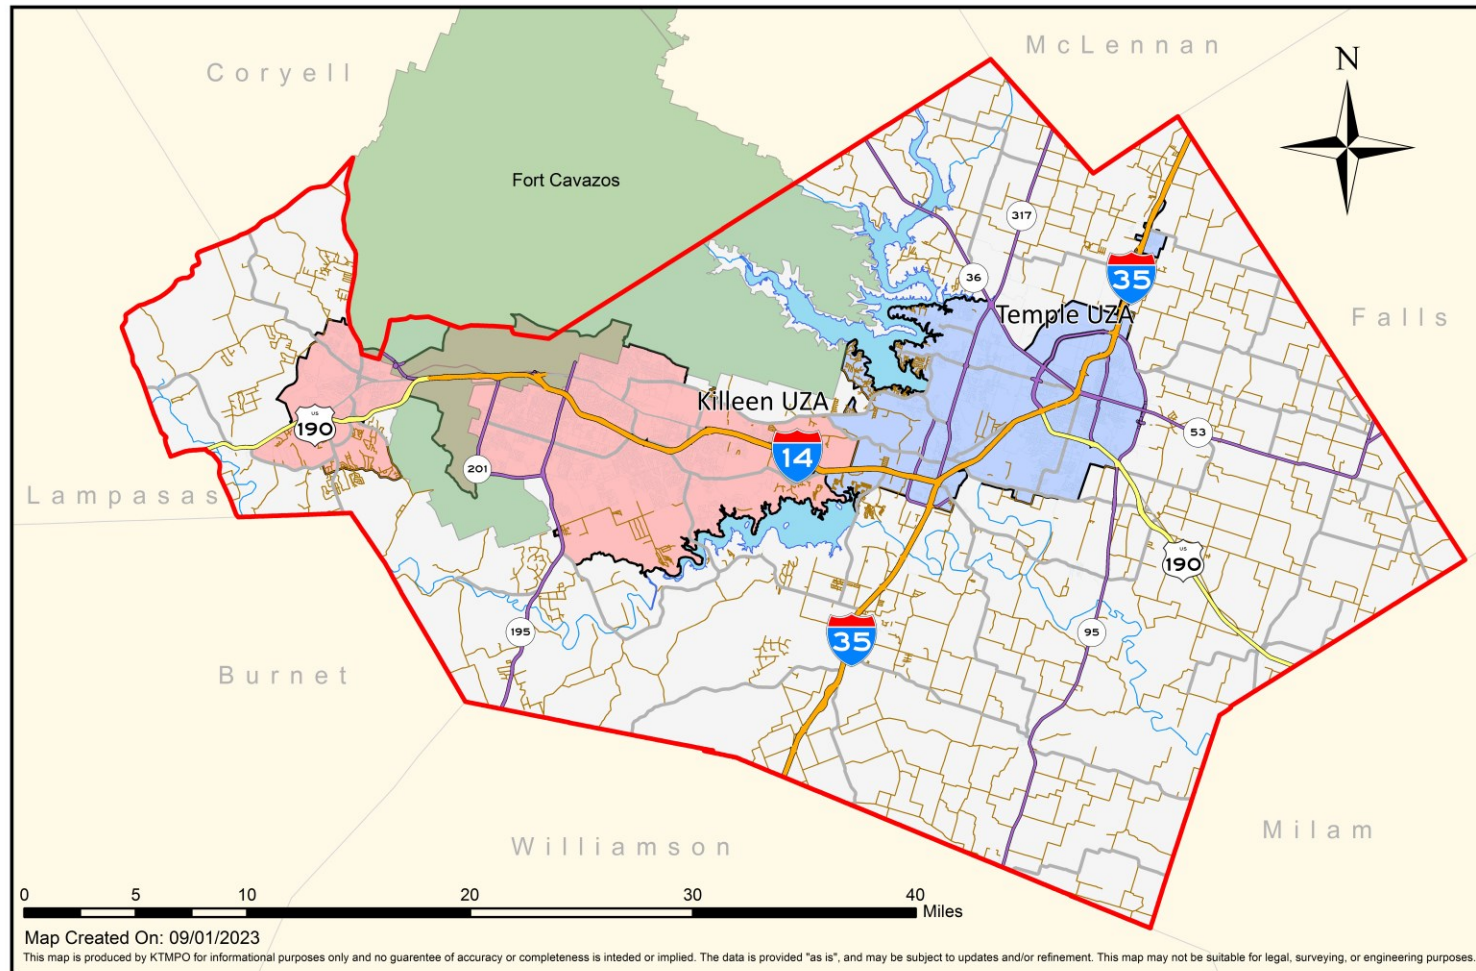 McLennan
N
Coryell
Fort Cavazos
317
36
35
Temple UZA
Falls
Killeen UZA
US
190
53
14
201
Lampasas
US
190
195
35
95
Burnet
Milam
Williamson
0 5 10 20 30 40
Miles
Map Created On: 09/01/2023
This map is produced by KTMPO for informational purposes only and no guarentee of accuracy or completeness is inteded or implied. The data is provided "as is", and may be subject to updates and/or refinement. This map may not be suitable for legal, surveying, or engineering purposes.